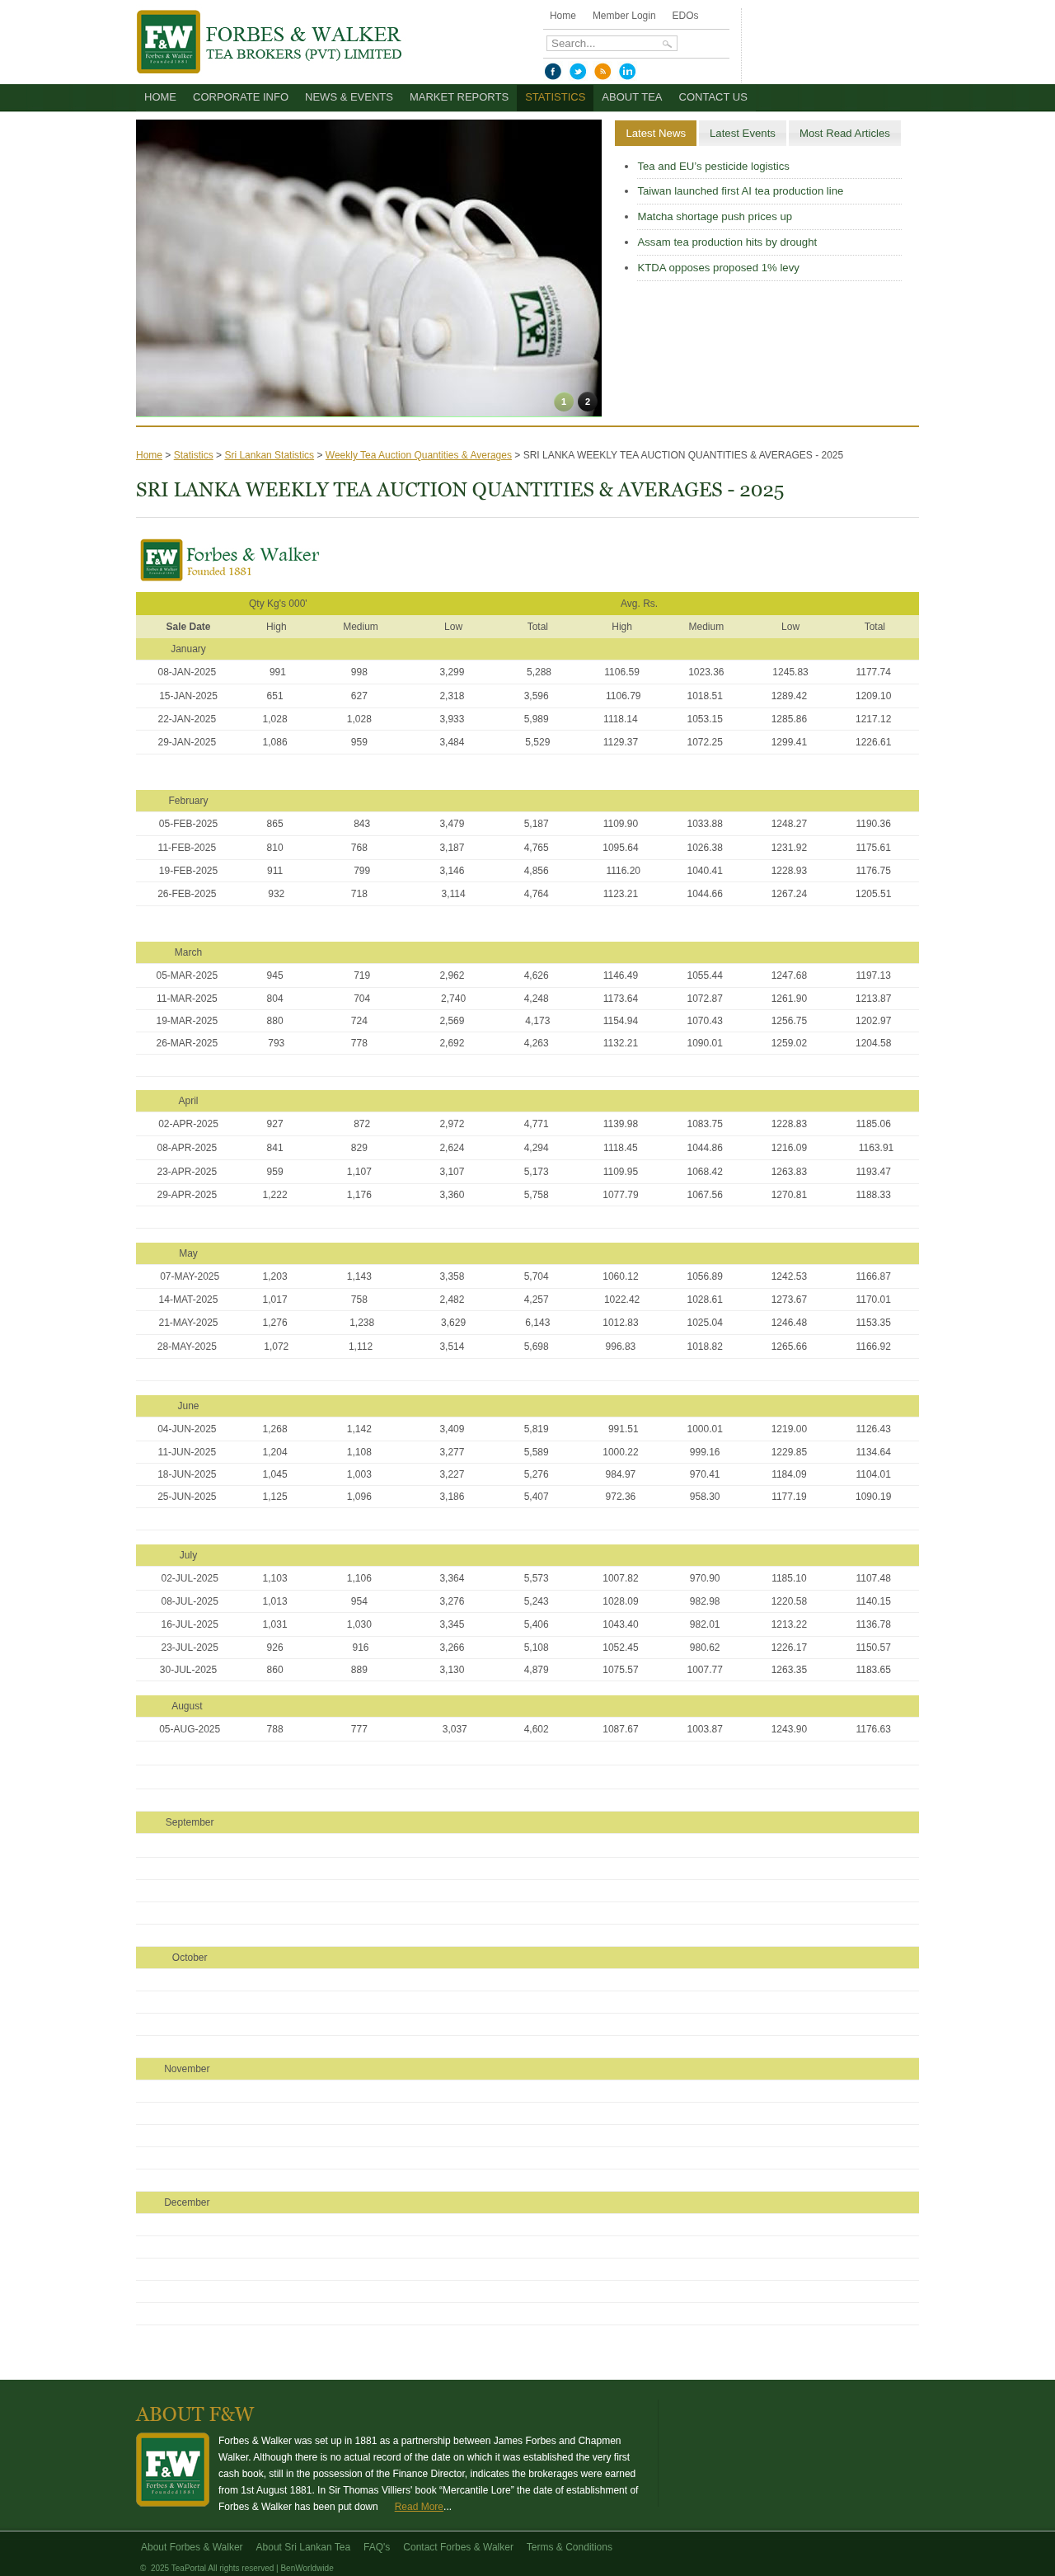 F&W
Forbes & Walker
Founded 1881
FORBES & WALKER
TEA BROKERS (PVT) LIMITED
Home Member Login EDOs
Search...
HOME CORPORATE INFO NEWS & EVENTS MARKET REPORTS STATISTICS ABOUT TEA CONTACT US
F&W
Forbes & Walker
1 2
Latest News Latest Events Most Read Articles
Tea and EU's pesticide logistics
Taiwan launched first AI tea production line
Matcha shortage push prices up
Assam tea production hits by drought
KTDA opposes proposed 1% levy
Home > Statistics > Sri Lankan Statistics > Weekly Tea Auction Quantities & Averages > SRI LANKA WEEKLY TEA AUCTION QUANTITIES & AVERAGES - 2025
SRI LANKA WEEKLY TEA AUCTION QUANTITIES & AVERAGES - 2025
F&W
Forbes & Walker
Forbes & Walker
Founded 1881
Qty Kg's 000' Avg. Rs.
Sale Date High Medium Low Total High Medium Low Total
January
08-JAN-2025 991 998 3,299 5,288 1106.59 1023.36 1245.83 1177.74
15-JAN-2025 651 627 2,318 3,596 1106.79 1018.51 1289.42 1209.10
22-JAN-2025 1,028 1,028 3,933 5,989 1118.14 1053.15 1285.86 1217.12
29-JAN-2025 1,086 959 3,484 5,529 1129.37 1072.25 1299.41 1226.61
February
05-FEB-2025 865 843 3,479 5,187 1109.90 1033.88 1248.27 1190.36
11-FEB-2025 810 768 3,187 4,765 1095.64 1026.38 1231.92 1175.61
19-FEB-2025 911 799 3,146 4,856 1116.20 1040.41 1228.93 1176.75
26-FEB-2025 932 718 3,114 4,764 1123.21 1044.66 1267.24 1205.51
March
05-MAR-2025 945 719 2,962 4,626 1146.49 1055.44 1247.68 1197.13
11-MAR-2025 804 704 2,740 4,248 1173.64 1072.87 1261.90 1213.87
19-MAR-2025 880 724 2,569 4,173 1154.94 1070.43 1256.75 1202.97
26-MAR-2025 793 778 2,692 4,263 1132.21 1090.01 1259.02 1204.58
April
02-APR-2025 927 872 2,972 4,771 1139.98 1083.75 1228.83 1185.06
08-APR-2025 841 829 2,624 4,294 1118.45 1044.86 1216.09 1163.91
23-APR-2025 959 1,107 3,107 5,173 1109.95 1068.42 1263.83 1193.47
29-APR-2025 1,222 1,176 3,360 5,758 1077.79 1067.56 1270.81 1188.33
May
07-MAY-2025 1,203 1,143 3,358 5,704 1060.12 1056.89 1242.53 1166.87
14-MAT-2025 1,017 758 2,482 4,257 1022.42 1028.61 1273.67 1170.01
21-MAY-2025 1,276 1,238 3,629 6,143 1012.83 1025.04 1246.48 1153.35
28-MAY-2025 1,072 1,112 3,514 5,698 996.83 1018.82 1265.66 1166.92
June
04-JUN-2025 1,268 1,142 3,409 5,819 991.51 1000.01 1219.00 1126.43
11-JUN-2025 1,204 1,108 3,277 5,589 1000.22 999.16 1229.85 1134.64
18-JUN-2025 1,045 1,003 3,227 5,276 984.97 970.41 1184.09 1104.01
25-JUN-2025 1,125 1,096 3,186 5,407 972.36 958.30 1177.19 1090.19
July
02-JUL-2025 1,103 1,106 3,364 5,573 1007.82 970.90 1185.10 1107.48
08-JUL-2025 1,013 954 3,276 5,243 1028.09 982.98 1220.58 1140.15
16-JUL-2025 1,031 1,030 3,345 5,406 1043.40 982.01 1213.22 1136.78
23-JUL-2025 926 916 3,266 5,108 1052.45 980.62 1226.17 1150.57
30-JUL-2025 860 889 3,130 4,879 1075.57 1007.77 1263.35 1183.65
August
05-AUG-2025 788 777 3,037 4,602 1087.67 1003.87 1243.90 1176.63
September
October
November
December
ABOUT F&W
F&W
Forbes & Walker
Founded 1881
Forbes & Walker was set up in 1881 as a partnership between James Forbes and Chapmen
Walker. Although there is no actual record of the date on which it was established the very first
cash book, still in the possession of the Finance Director, indicates the brokerages were earned
from 1st August 1881. In Sir Thomas Villiers' book “Mercantile Lore” the date of establishment of
Forbes & Walker has been put down Read More...
About Forbes & Walker About Sri Lankan Tea FAQ's Contact Forbes & Walker Terms & Conditions
© 2025 TeaPortal All rights reserved | BenWorldwide